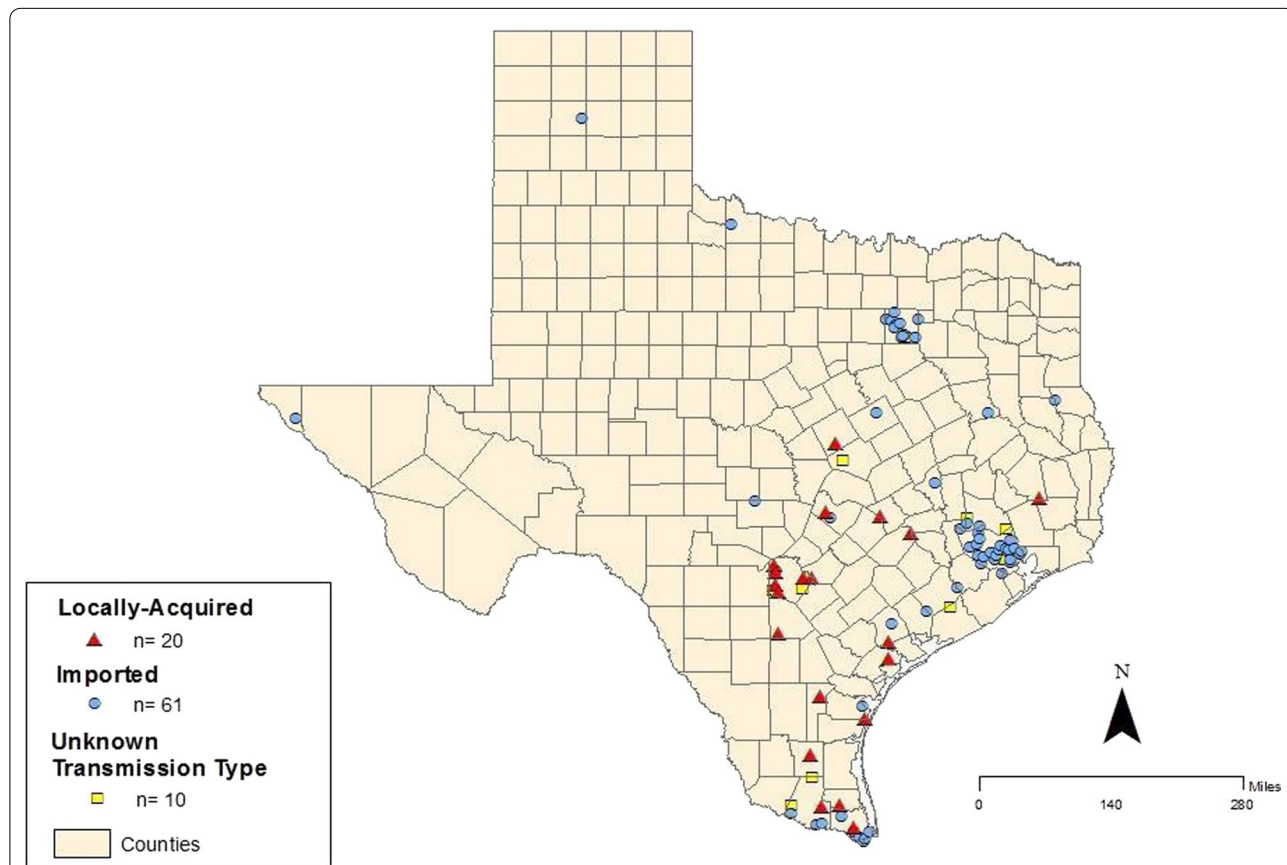 Locally-Acquired
n= 20
Imported
n= 61
Unknown
Transmission Type
n= 10
Counties
N
Miles
0 140 280